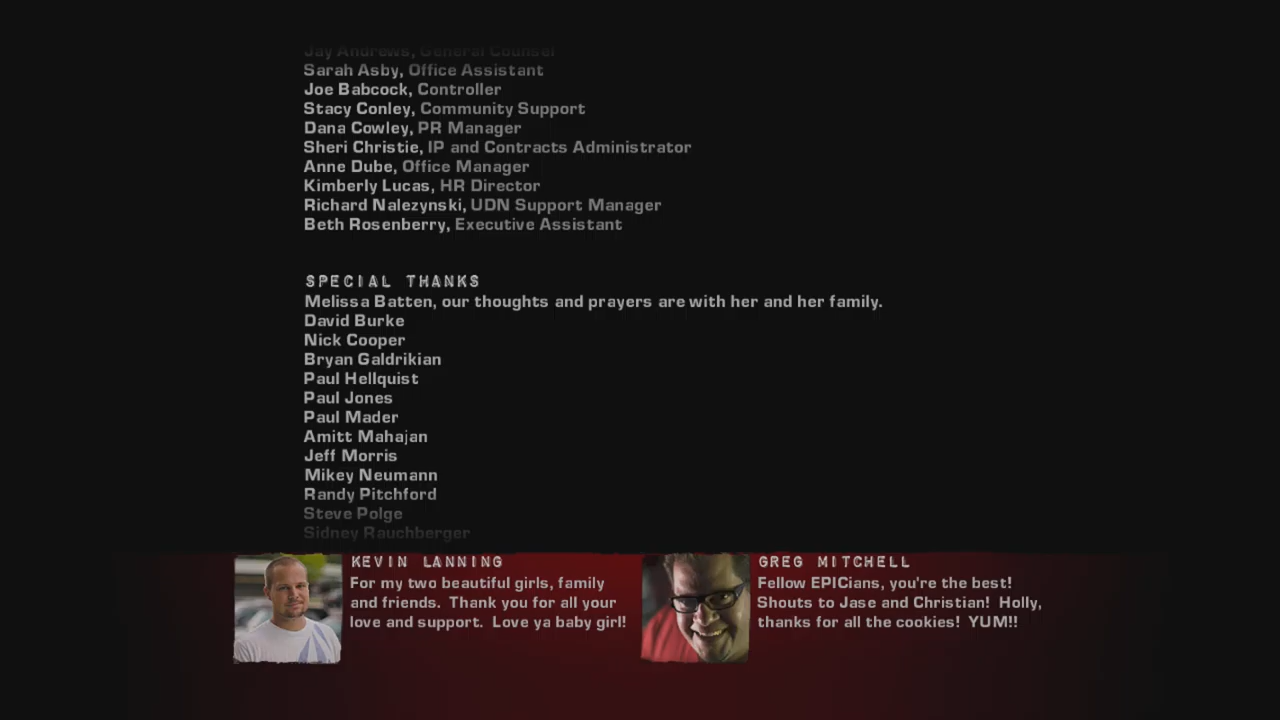 Jay Andrews, General Counsel
Sarah Asby, Office Assistant
Joe Babcock, Controller
Stacy Conley, Community Support
Dana Cowley, PR Manager
Sheri Christie, IP and Contracts Administrator
Anne Dube, Office Manager
Kimberly Lucas, HR Director
Richard Nalezynski, UDN Support Manager
Beth Rosenberry, Executive Assistant
SPECIAL THANKS
Melissa Batten, our thoughts and prayers are with her and her family.
David Burke
Nick Cooper
Bryan Galdrikian
Paul Hellquist
Paul Jones
Paul Mader
Amitt Mahajan
Jeff Morris
Mikey Neumann
Randy Pitchford
Steve Polge
Sidney Rauchberger
KEVIN LANNING
For my two beautiful girls, family
and friends. Thank you for all your
love and support. Love ya baby girl!
GREG MITCHELL
Fellow EPICians, you're the best!
Shouts to Jase and Christian! Holly,
thanks for all the cookies! YUM!!